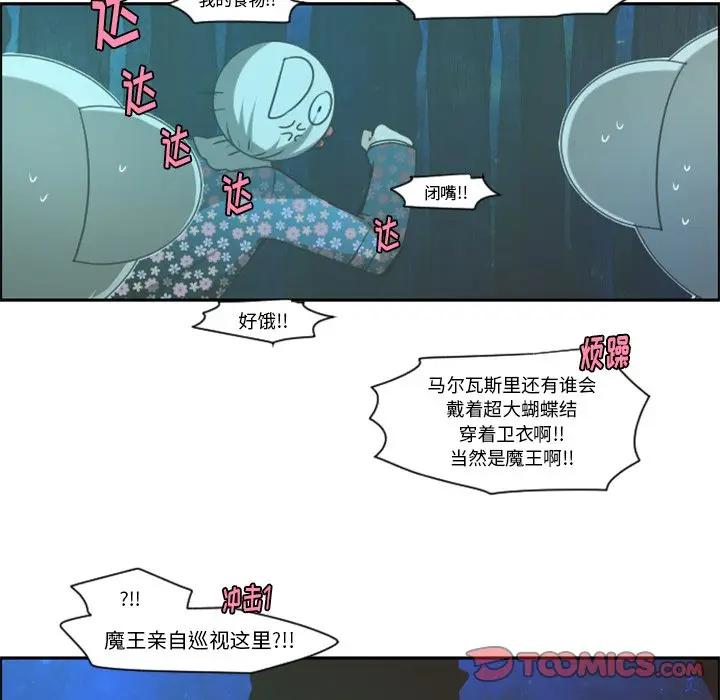 我的食物!!
达
达
达
达
达
闭嘴!!
好饿!!
烦躁
马尔瓦斯里还有谁会
戴着超大蝴蝶结
穿着卫衣啊!!
当然是魔王啊!!
?!!
冲击1
魔王亲自巡视这里?!!
TCOMICS.COM